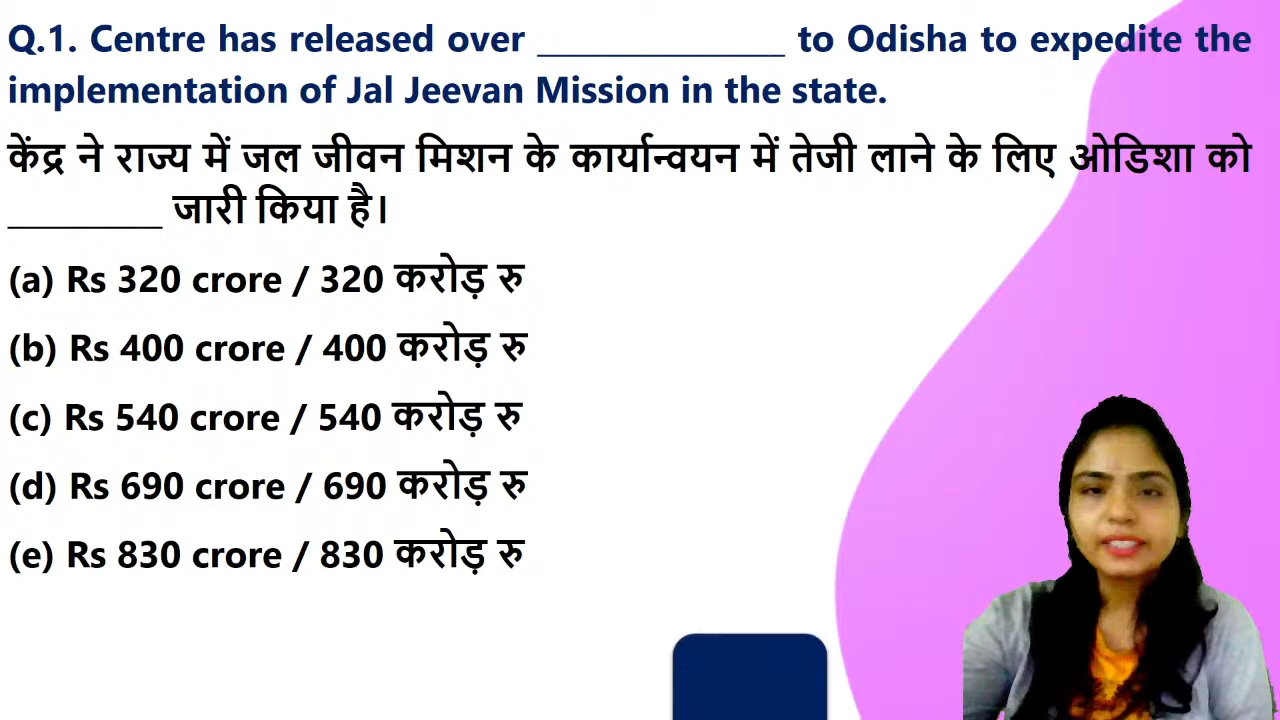 Q.1. Centre has released over _______________ to Odisha to expedite the
implementation of Jal Jeevan Mission in the state.
केंद्र ने राज्य में जल जीवन मिशन के कार्यान्वयन में तेजी लाने के लिए ओडिशा को
_________ जारी किया है।
(a) Rs 320 crore / 320 करोड़ रु
(b) Rs 400 crore / 400 करोड़ रु
(c) Rs 540 crore / 540 करोड़ रु
(d) Rs 690 crore / 690 करोड़ रु
(e) Rs 830 crore / 830 करोड़ रु